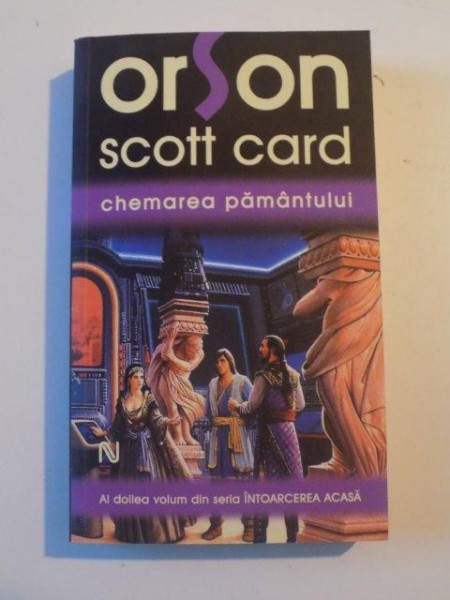 orson
scott card
chemarea pământului
N
Al doilea volum din seria ÎNTOARCEREA ACASĂ